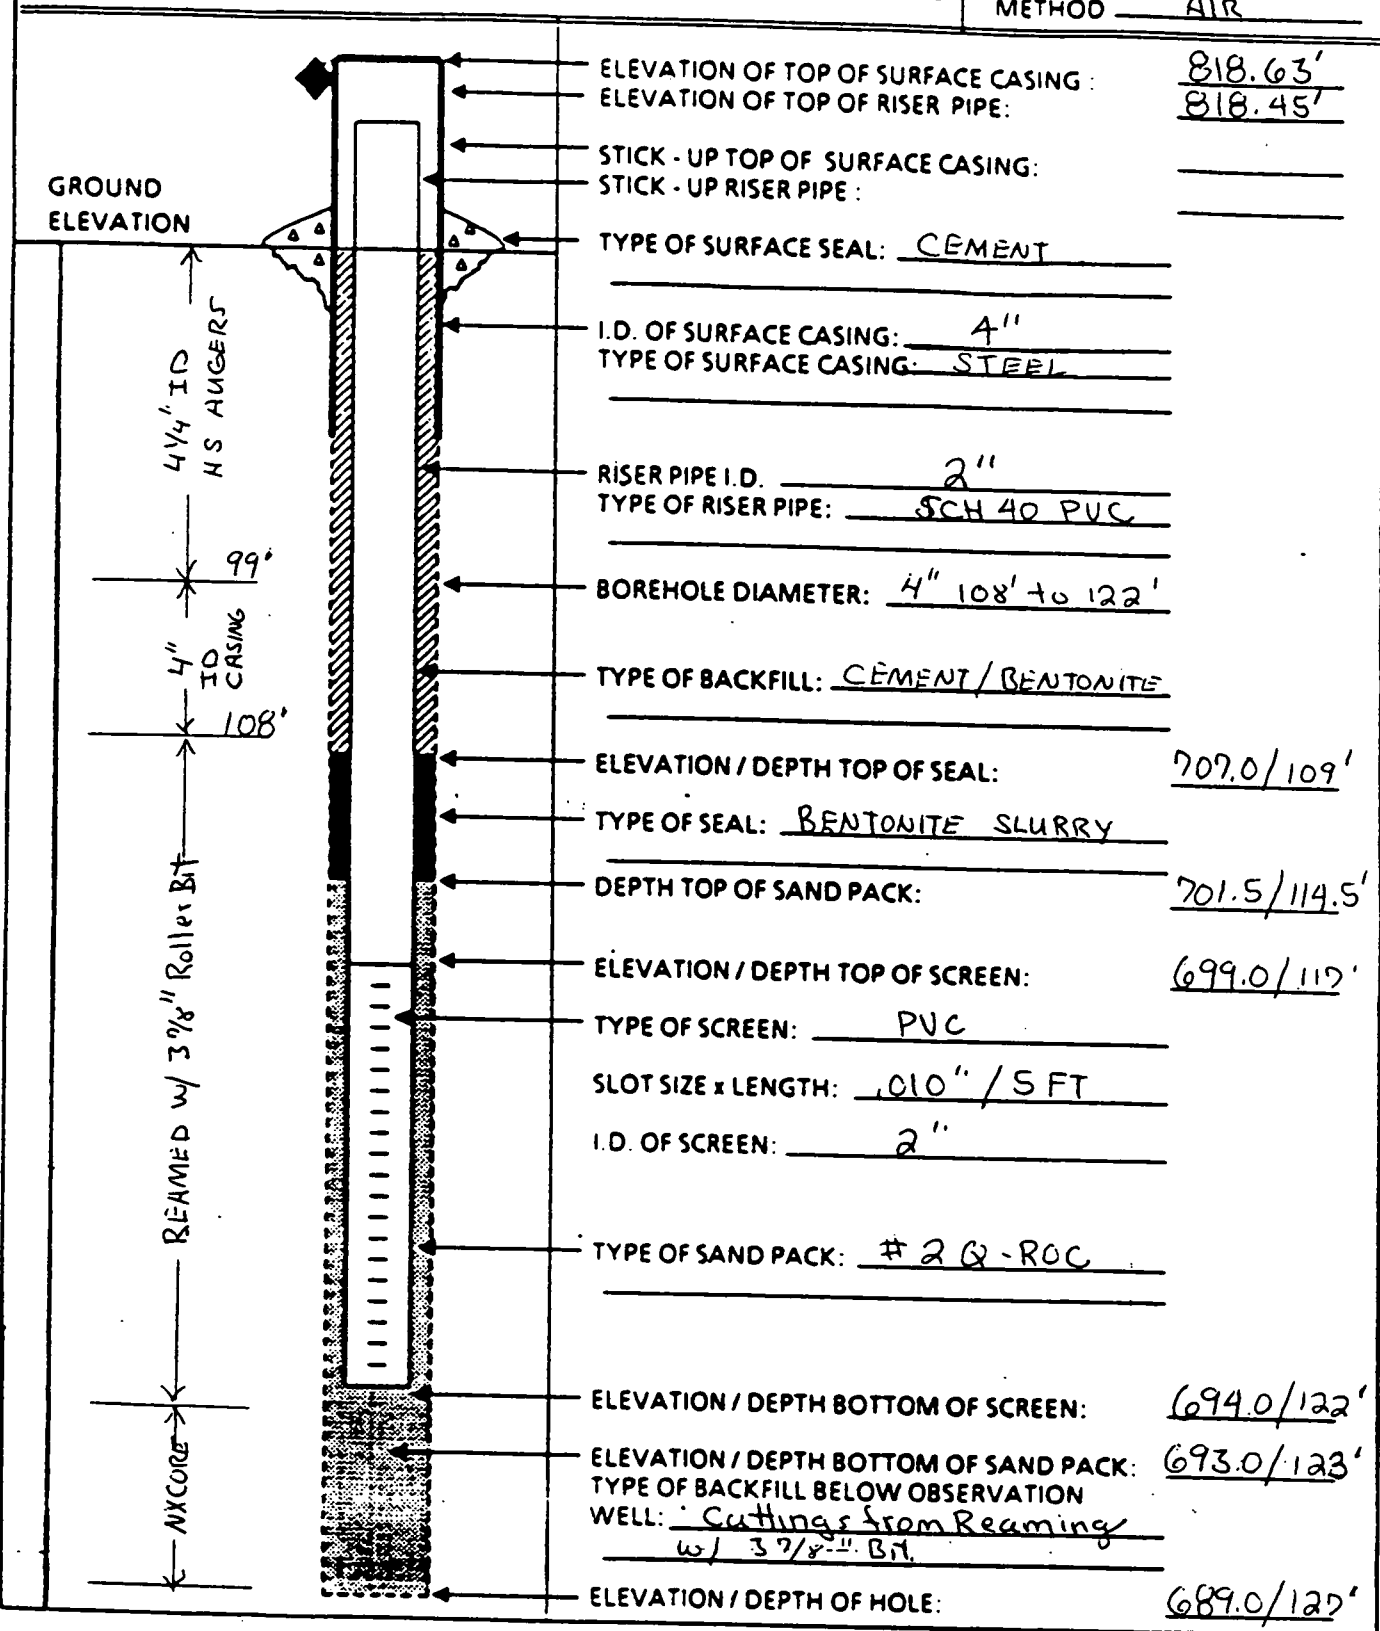 METHOD AIR
ELEVATION OF TOP OF SURFACE CASING : 818.63'
ELEVATION OF TOP OF RISER PIPE: 818.45'
STICK - UP TOP OF SURFACE CASING:
STICK - UP RISER PIPE :
GROUND
ELEVATION
TYPE OF SURFACE SEAL: CEMENT
4 1/4" ID
HS AUGERS
I.D. OF SURFACE CASING: 4"
TYPE OF SURFACE CASING: STEEL
RISER PIPE I.D. 2"
TYPE OF RISER PIPE: SCH 40 PVC
99'
BOREHOLE DIAMETER: 4" 108' to 122'
4"
ID
CASING
TYPE OF BACKFILL: CEMENT/BENTONITE
108'
ELEVATION / DEPTH TOP OF SEAL: 707.0/109'
TYPE OF SEAL: BENTONITE SLURRY
DEPTH TOP OF SAND PACK: 701.5/114.5'
REAMED w/ 3 7/8" Roller Bit
ELEVATION / DEPTH TOP OF SCREEN: 699.0/117'
TYPE OF SCREEN: PVC
SLOT SIZE x LENGTH: .010" / 5 FT
I.D. OF SCREEN: 2"
TYPE OF SAND PACK: # 2 Q-ROC
ELEVATION / DEPTH BOTTOM OF SCREEN: 694.0/122'
ELEVATION / DEPTH BOTTOM OF SAND PACK: 693.0/123'
TYPE OF BACKFILL BELOW OBSERVATION
WELL: Cuttings from Reaming
w/ 3 7/8" Bit.
NXCORE
ELEVATION / DEPTH OF HOLE: 689.0/127'